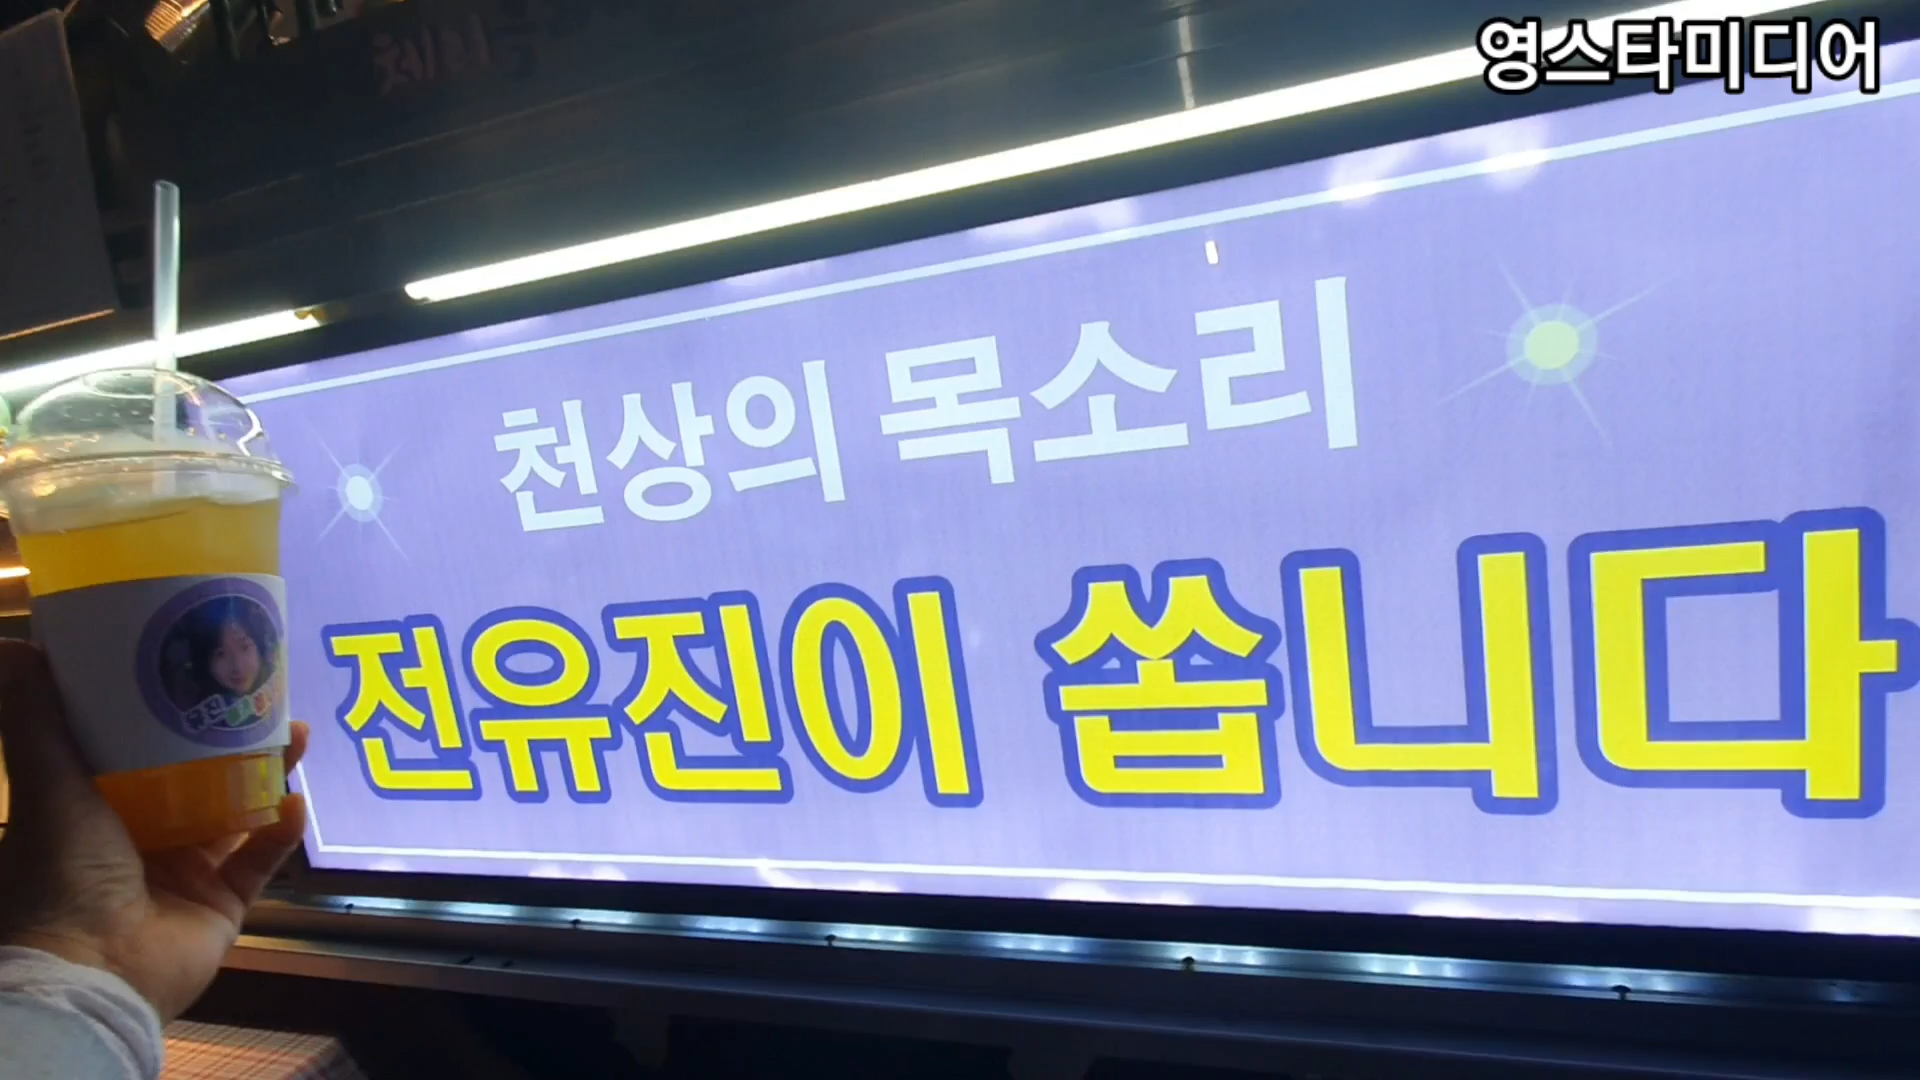 영스타미디어
천상의 목소리
전유진이 쏩니다